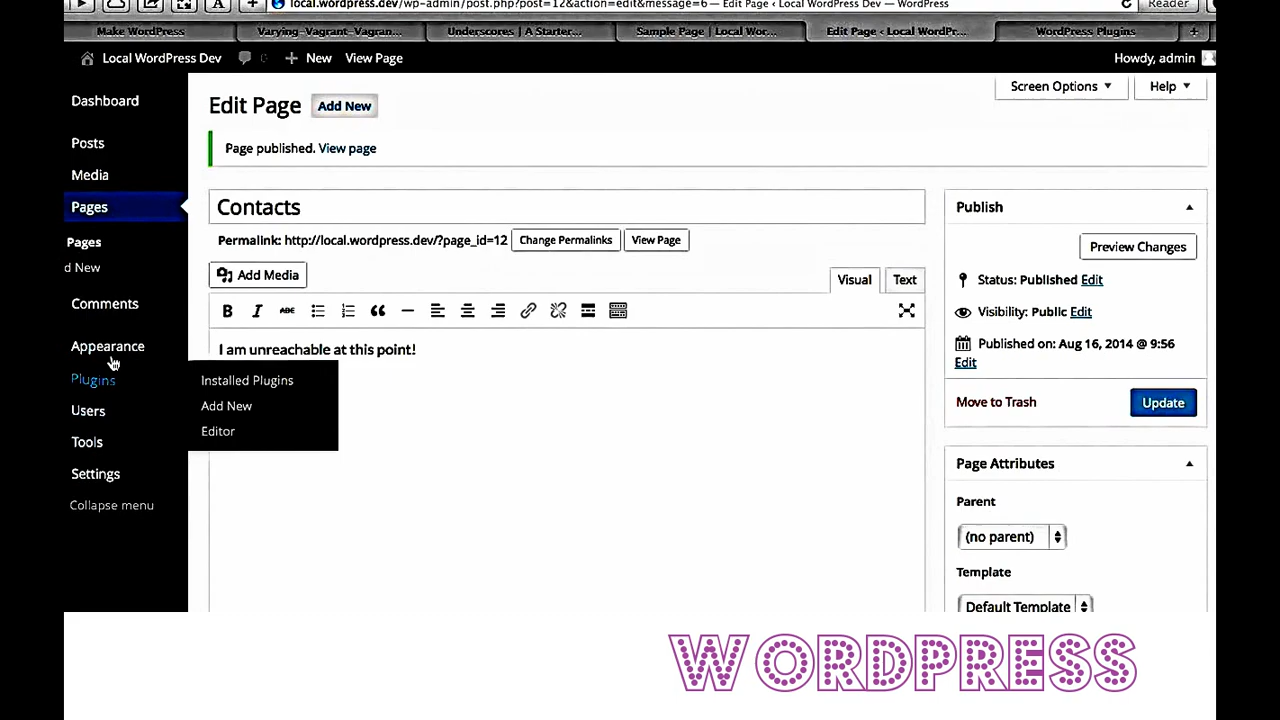 local.wordpress.dev/wp-admin/post.php?post=12&action=edit&message=6 — Edit Page ‹ Local WordPress Dev — WordPress
Reader
Make WordPress
Varying-Vagrant-Vagran...
Underscores | A Starter...
Sample Page | Local Wor...
Edit Page ‹ Local WordPr...
WordPress Plugins
Local WordPress Dev
0
New
View Page
Howdy, admin
Dashboard
Posts
Media
Pages
Pages
d New
Comments
Appearance
Plugins
Users
Tools
Settings
Collapse menu
Installed Plugins
Add New
Editor
Screen Options
Help
Edit Page
Add New
Page published. View page
Contacts
Permalink: http://local.wordpress.dev/?page_id=12
Change Permalinks
View Page
Add Media
Visual
Text
B I ABC
I am unreachable at this point!
Publish
Preview Changes
Status: Published Edit
Visibility: Public Edit
Published on: Aug 16, 2014 @ 9:56
Edit
Move to Trash
Update
Page Attributes
Parent
(no parent)
Template
Default Template
WORDPRESS